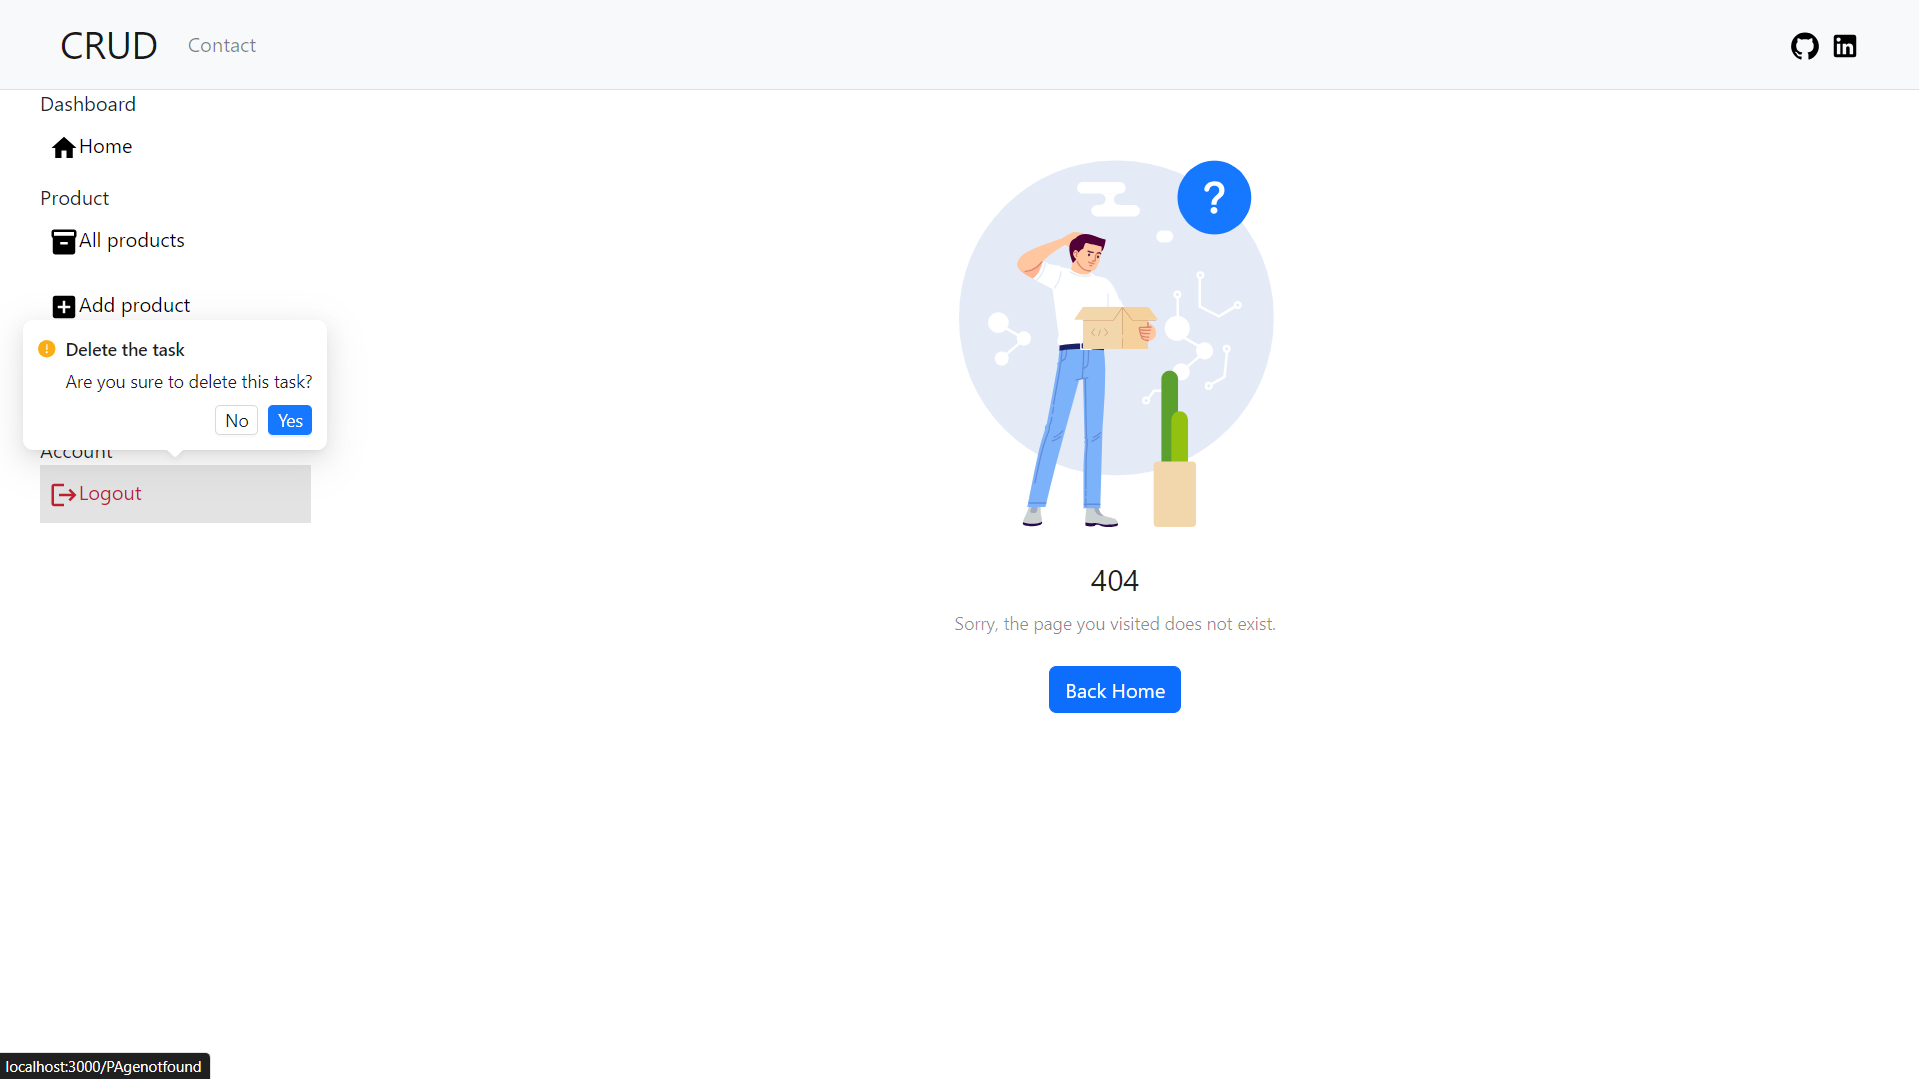 CRUD
Contact
Dashboard
Home
Product
All products
Add product
Delete the task
Are you sure to delete this task?
No
Yes
Account
Logout
?
</>
404
Sorry, the page you visited does not exist.
Back Home
localhost:3000/PAgenotfound